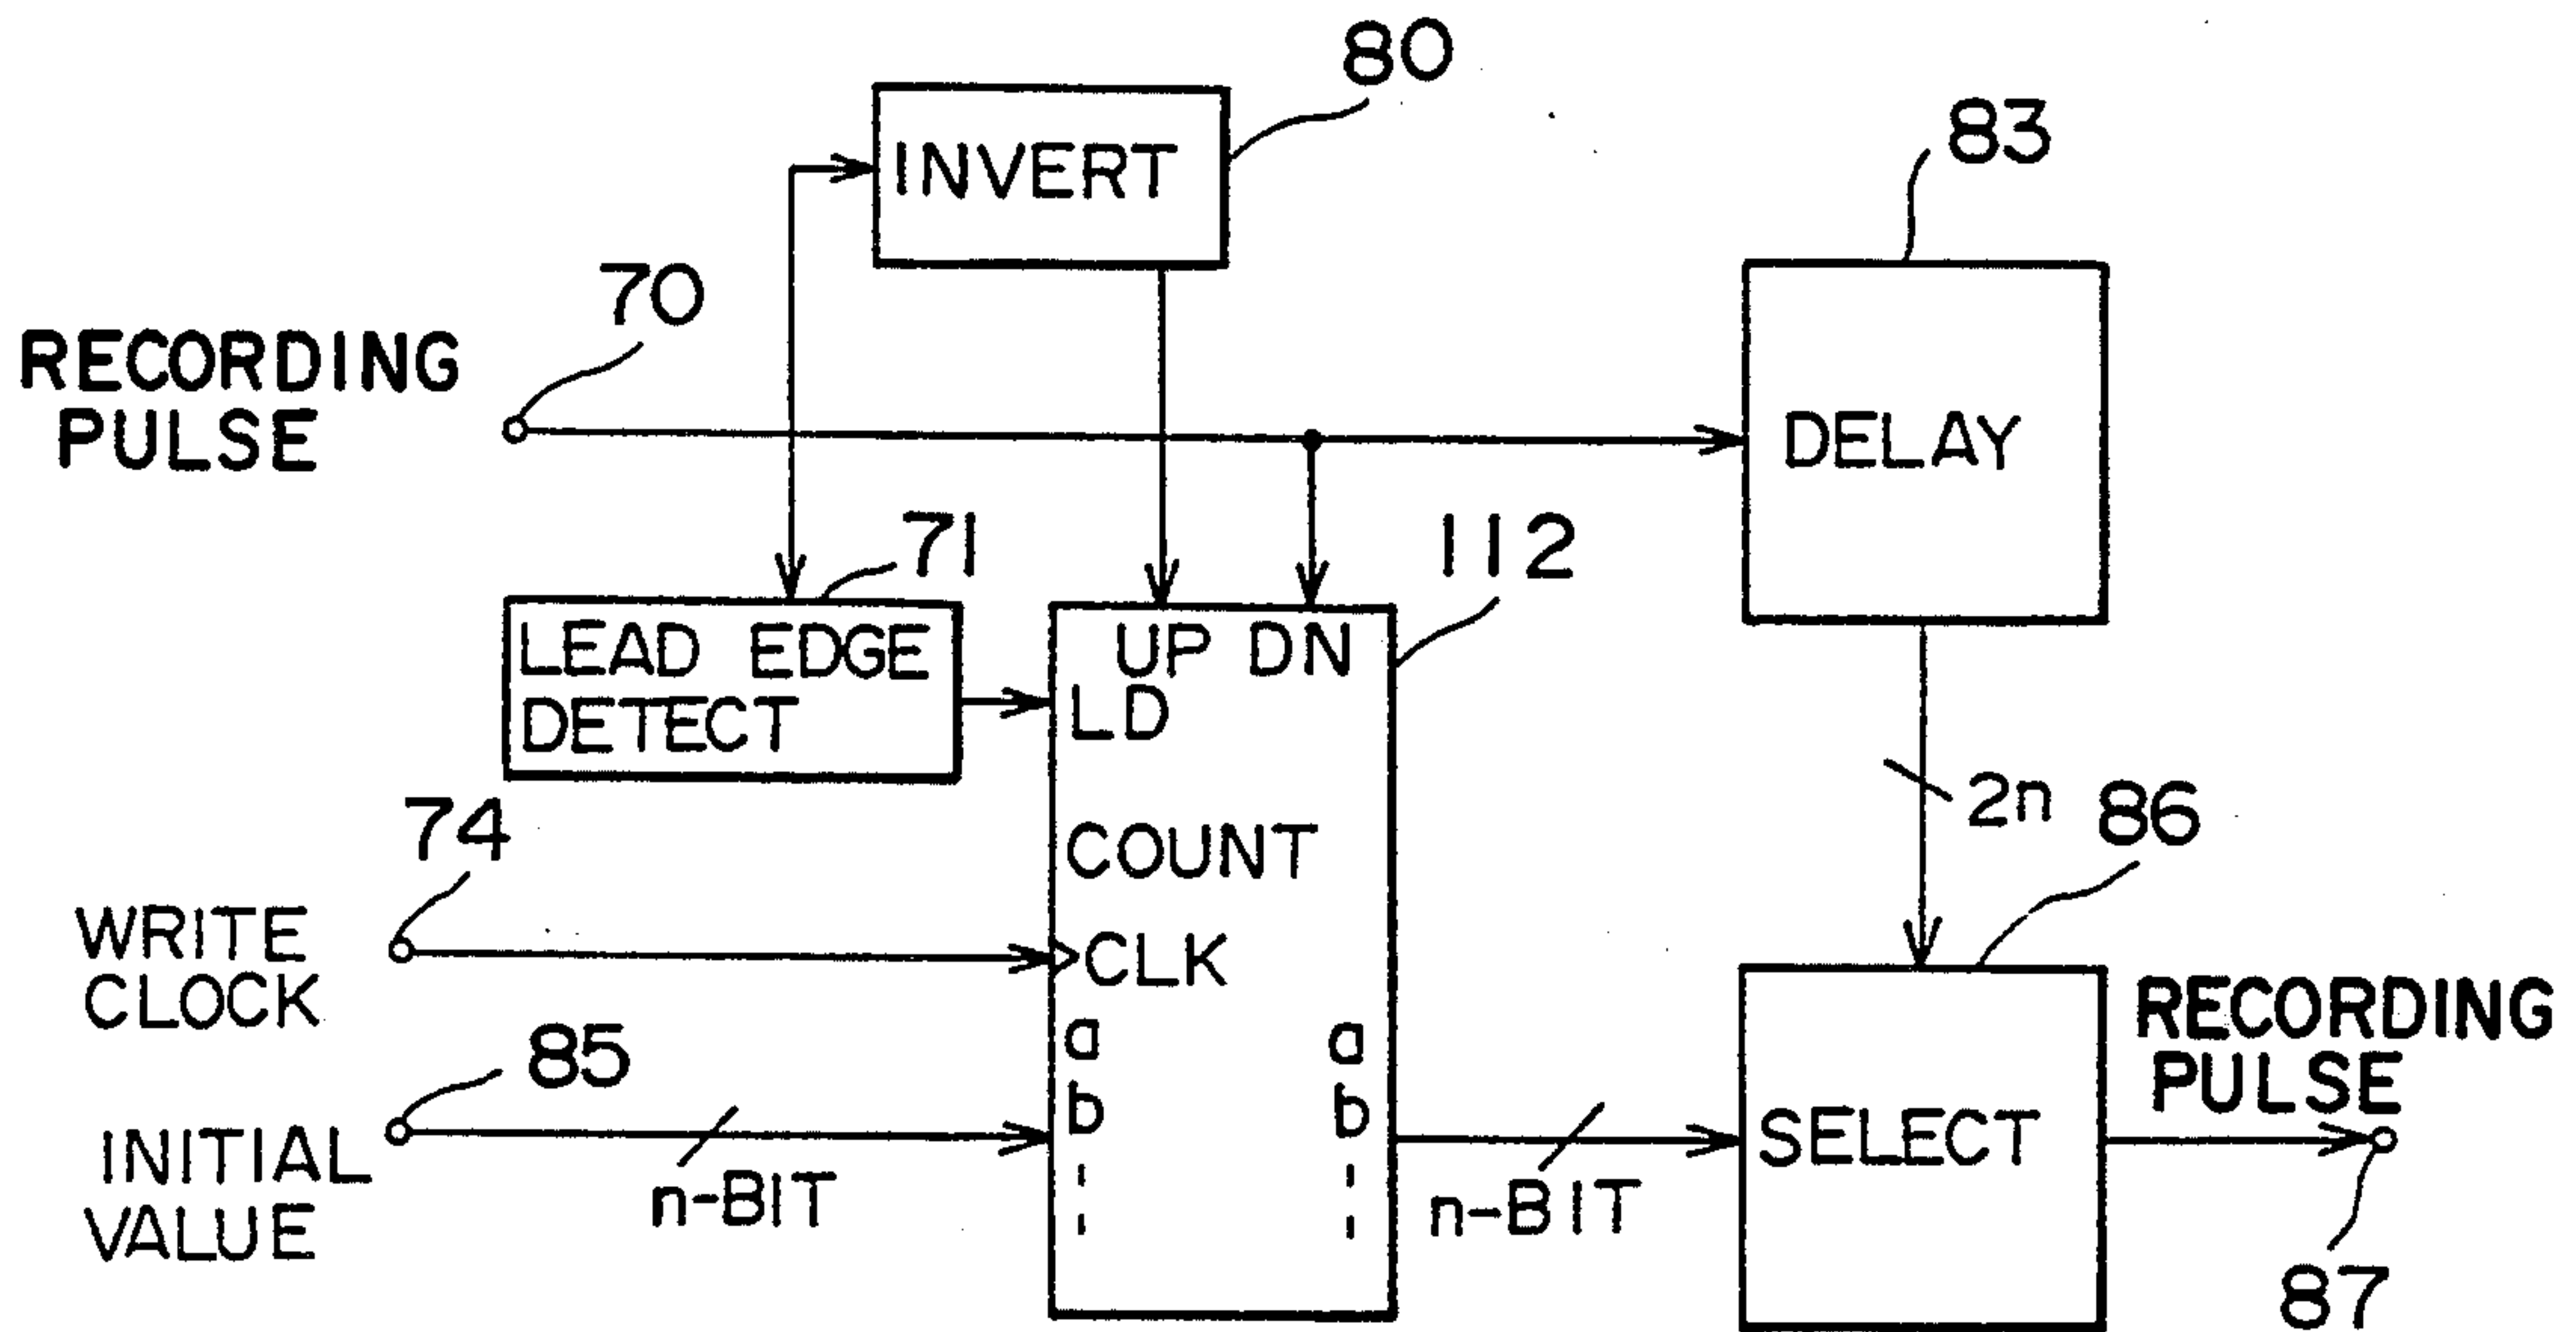 80
INVERT
83
70
RECORDING
PULSE
DELAY
71
112
LEAD EDGE
DETECT
UP DN
LD
2n
86
74
COUNT
WRITE
CLOCK
CLK
85
a
b
a
b
RECORDING
PULSE
INITIAL
VALUE
n-BIT
n-BIT
SELECT
87